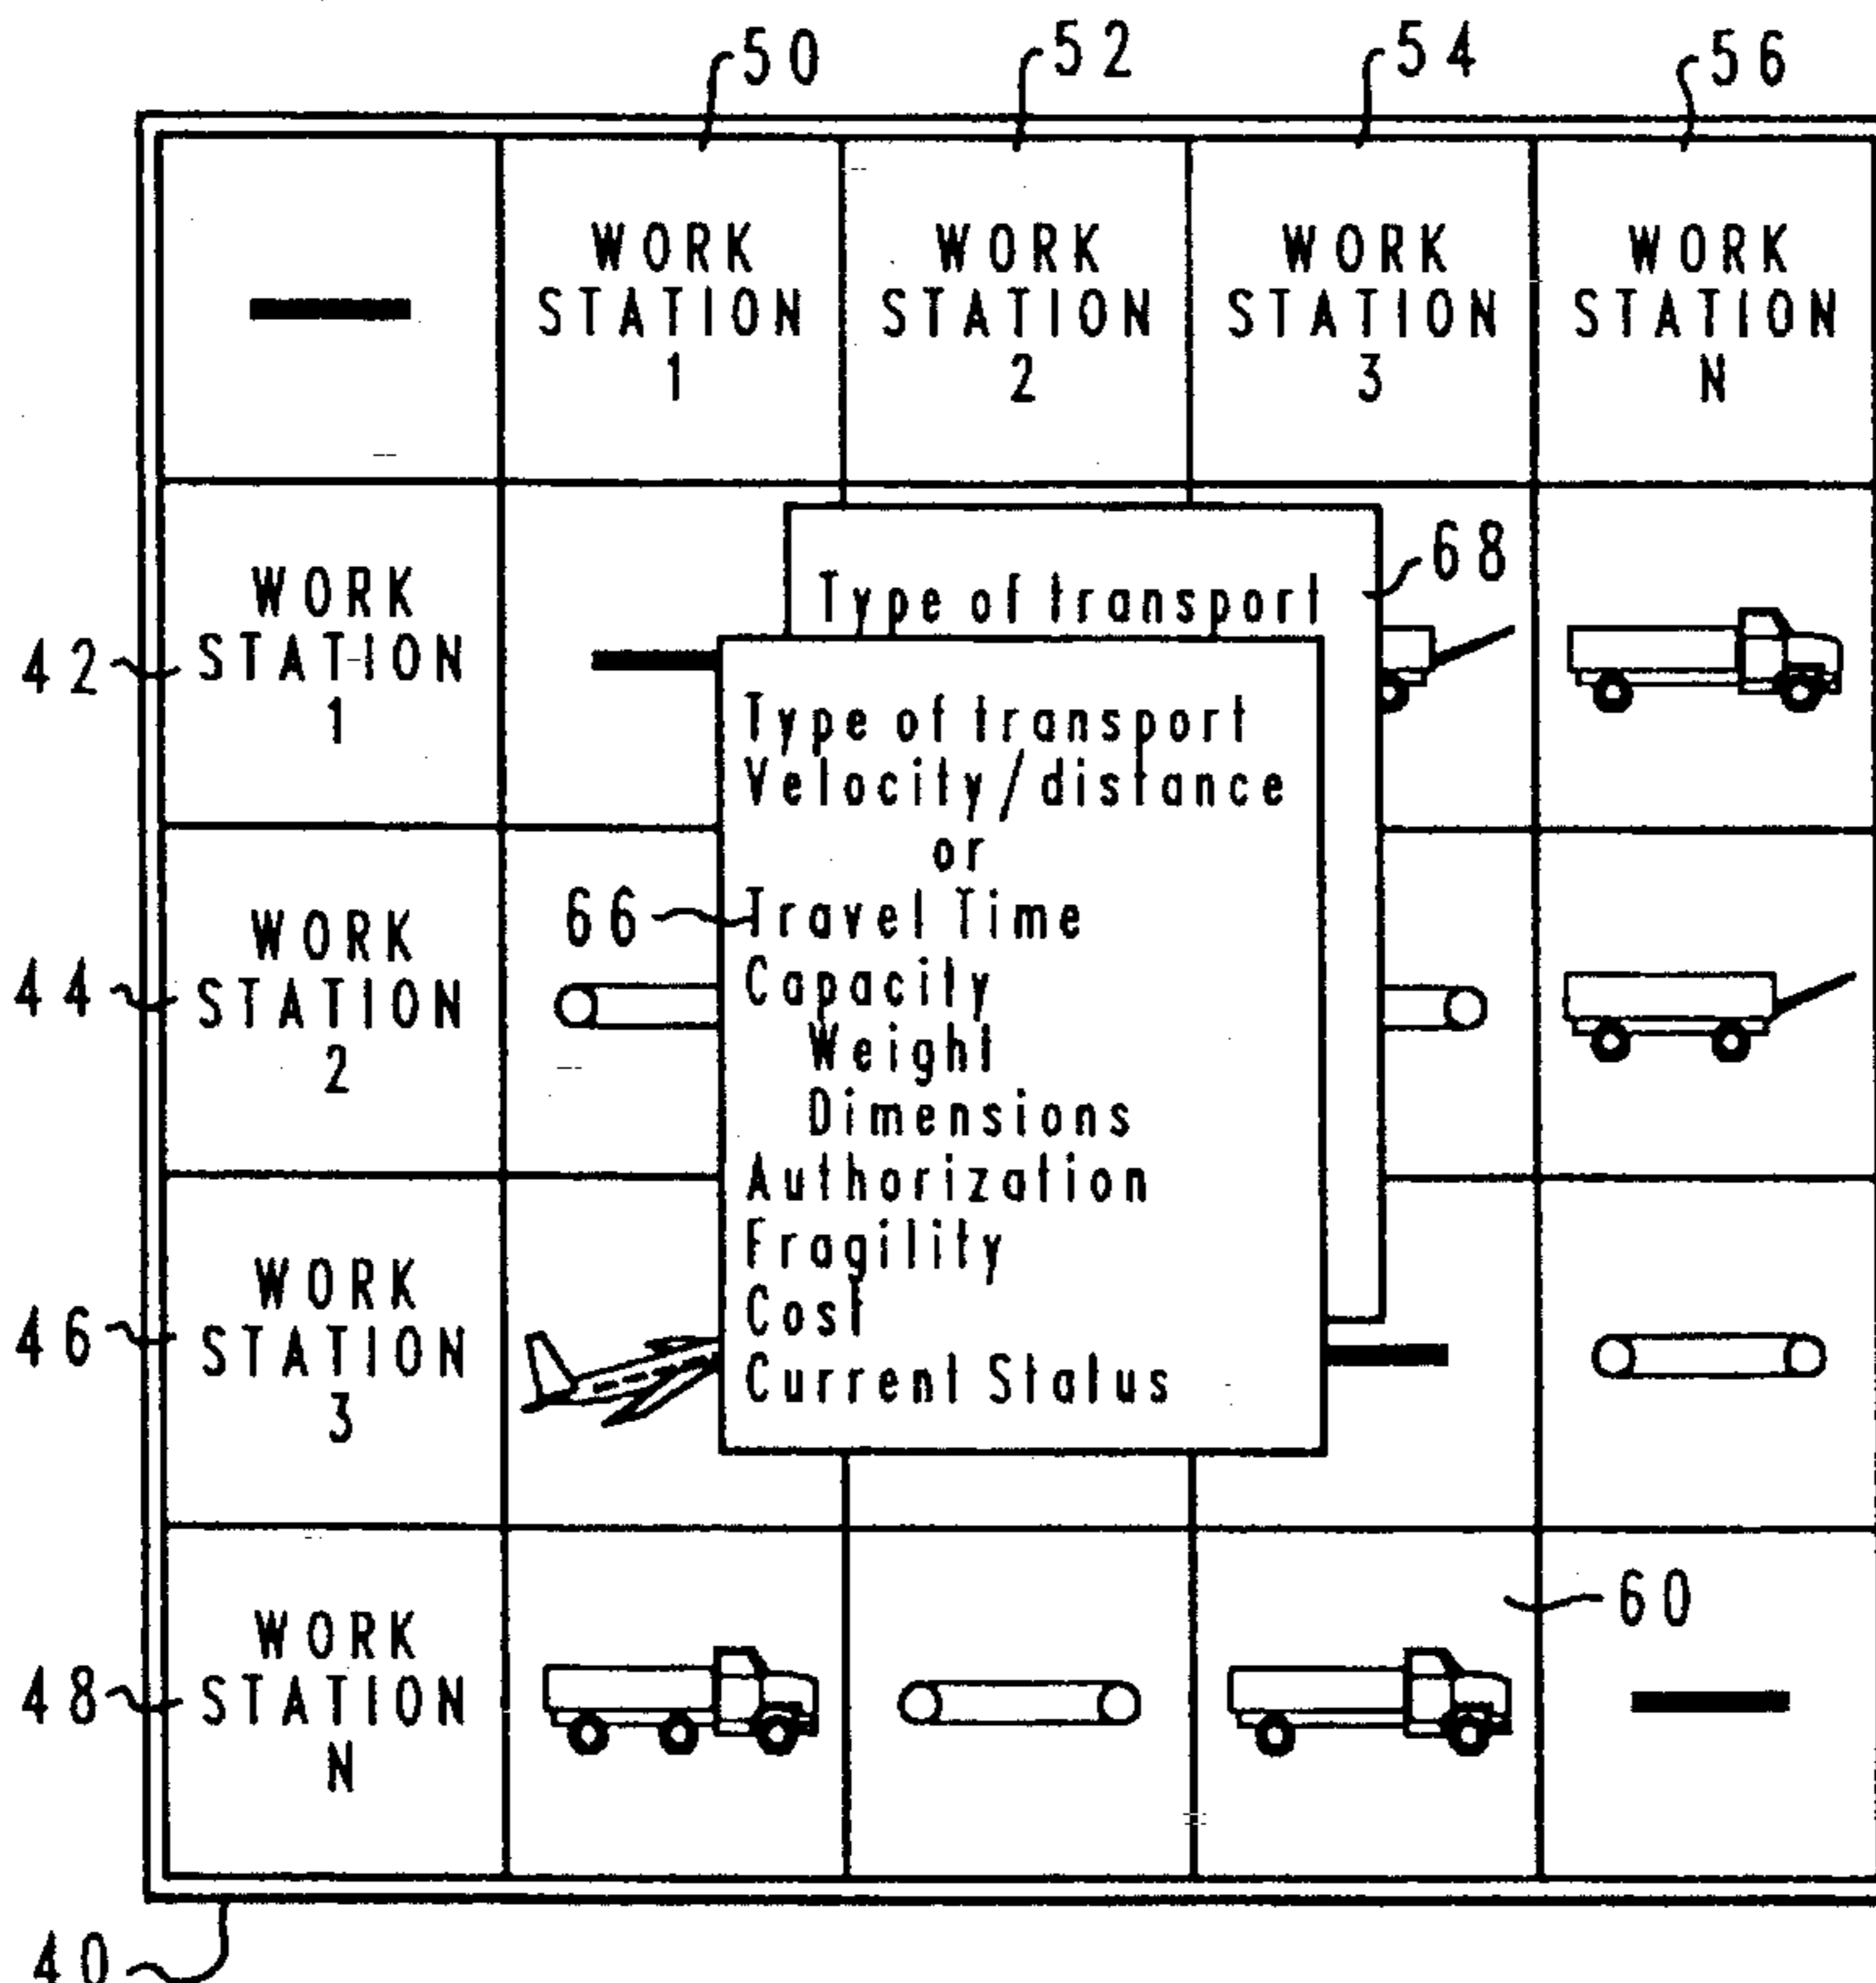 50
52
54
56
WORK
STATION
1
WORK
STATION
2
WORK
STATION
3
WORK
STATION
N
42
WORK
STATION
1
68
Type of transport
Type of transport
Velocity/distance
or
66
Travel Time
Capacity
Weight
Dimensions
Authorization
Fragility
Cost
Current Status
44
WORK
STATION
2
46
WORK
STATION
3
48
WORK
STATION
N
60
40